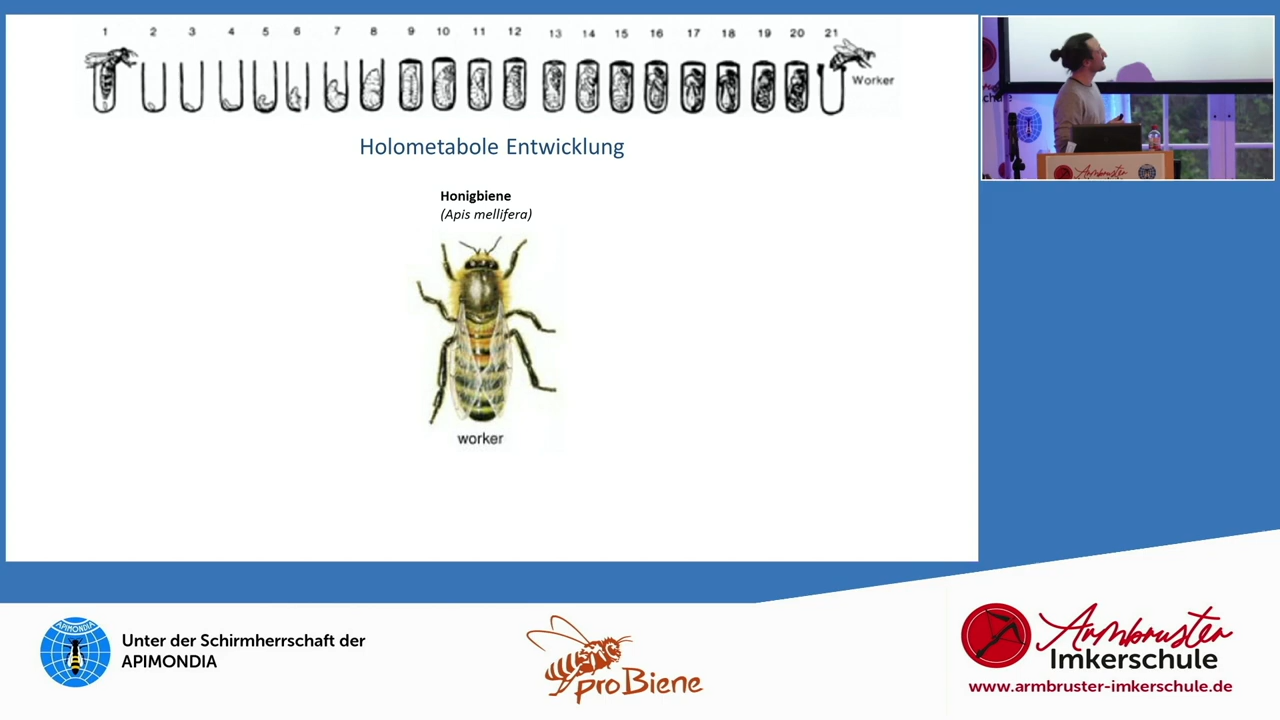 1 2 3 4 5 6 7 8 9 10 11 12 13 14 15 16 17 18 19 20 21
Worker
Holometabole Entwicklung
Honigbiene
(Apis mellifera)
worker
Armbruster
APIMONDIA
Unter der Schirmherrschaft der
APIMONDIA
proBiene
Armbruster
Imkerschule
www.armbruster-imkerschule.de